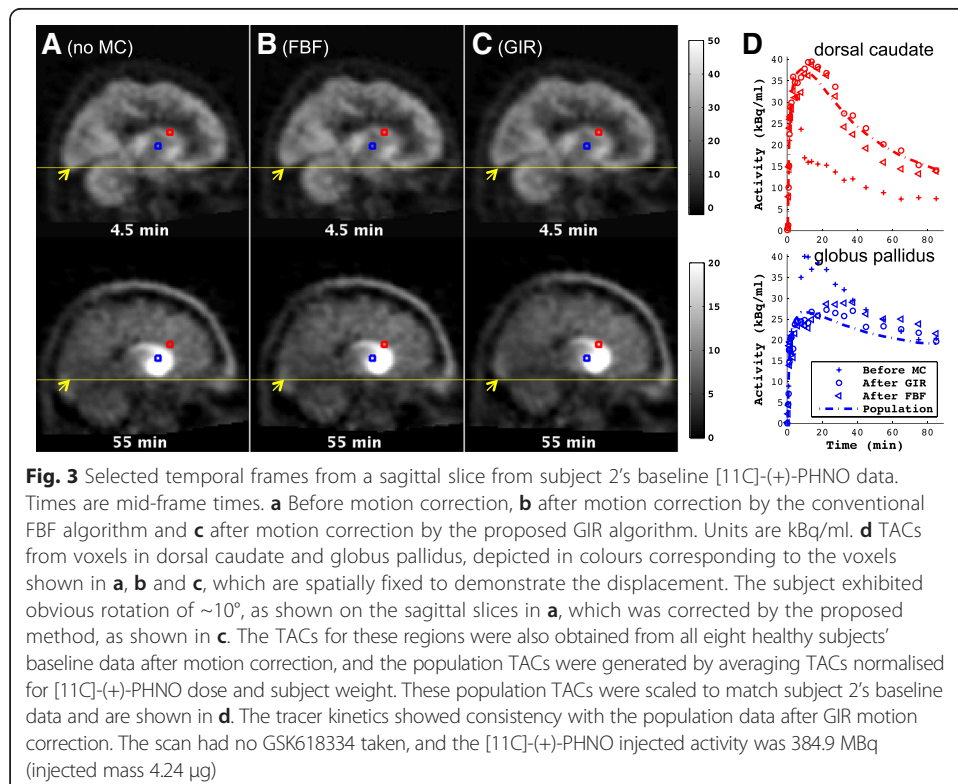 A (no MC)
B (FBF)
C (GIR)
4.5 min
4.5 min
4.5 min
50
40
30
20
10
0
55 min
55 min
55 min
20
15
10
5
0
D
dorsal caudate
Activity (kBq/ml)
40
35
30
25
20
15
10
5
0
0 20 40 60 80
globus pallidus
Activity (kBq/ml)
40
35
30
25
20
15
10
5
0
Before MC
After GIR
After FBF
Population
0 20 40 60 80
Time (min)
Fig. 3 Selected temporal frames from a sagittal slice from subject 2's baseline [11C]-(+)-PHNO data.
Times are mid-frame times. a Before motion correction, b after motion correction by the conventional
FBF algorithm and c after motion correction by the proposed GIR algorithm. Units are kBq/ml. d TACs
from voxels in dorsal caudate and globus pallidus, depicted in colours corresponding to the voxels
shown in a, b and c, which are spatially fixed to demonstrate the displacement. The subject exhibited
obvious rotation of ~10°, as shown on the sagittal slices in a, which was corrected by the proposed
method, as shown in c. The TACs for these regions were also obtained from all eight healthy subjects'
baseline data after motion correction, and the population TACs were generated by averaging TACs normalised
for [11C]-(+)-PHNO dose and subject weight. These population TACs were scaled to match subject 2's baseline
data and are shown in d. The tracer kinetics showed consistency with the population data after GIR motion
correction. The scan had no GSK618334 taken, and the [11C]-(+)-PHNO injected activity was 384.9 MBq
(injected mass 4.24 μg)